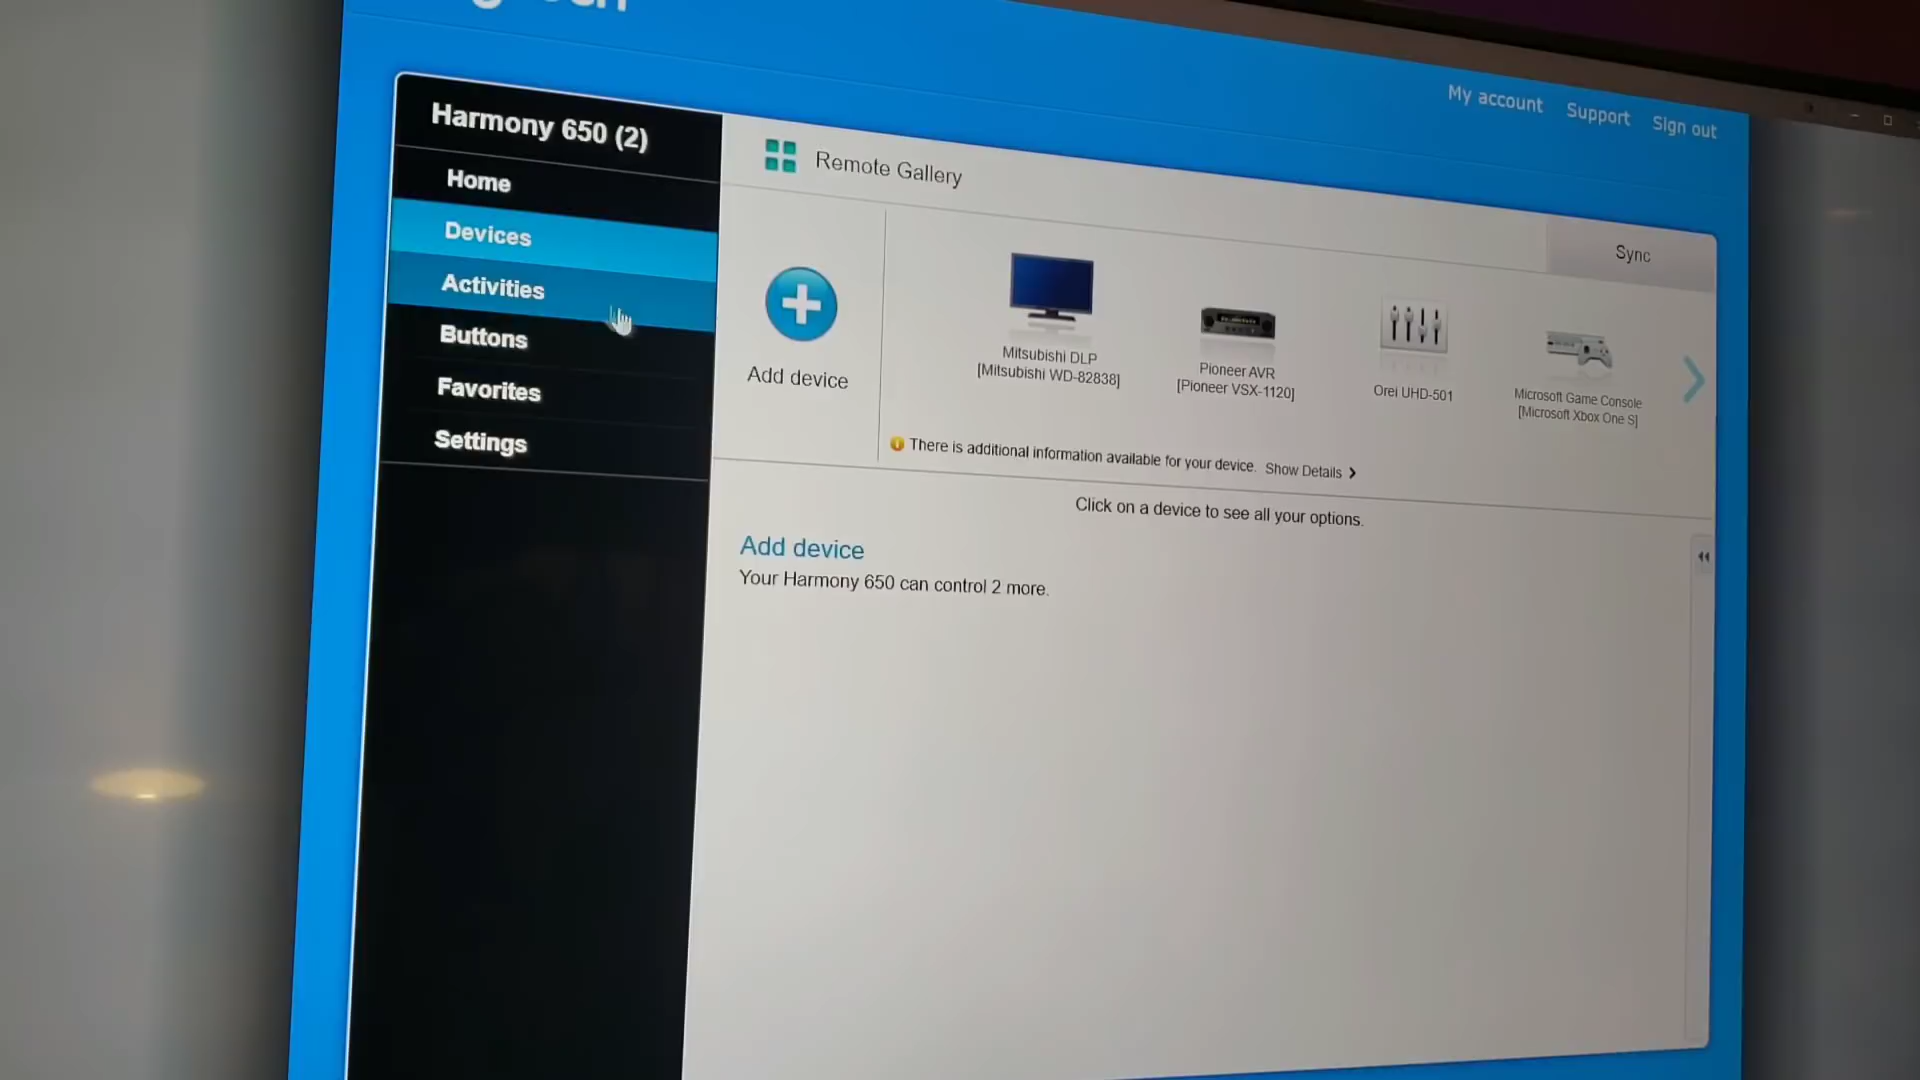 My account Support Sign out
Harmony 650 (2)
Home
Devices
Activities
Buttons
Favorites
Settings
Remote Gallery
Sync
Add device
Mitsubishi DLP
[Mitsubishi WD-82838]
Pioneer AVR
[Pioneer VSX-1120]
Orei UHD-501
Microsoft Game Console
[Microsoft Xbox One S]
There is additional information available for your device. Show Details
Click on a device to see all your options.
Add device
Your Harmony 650 can control 2 more.